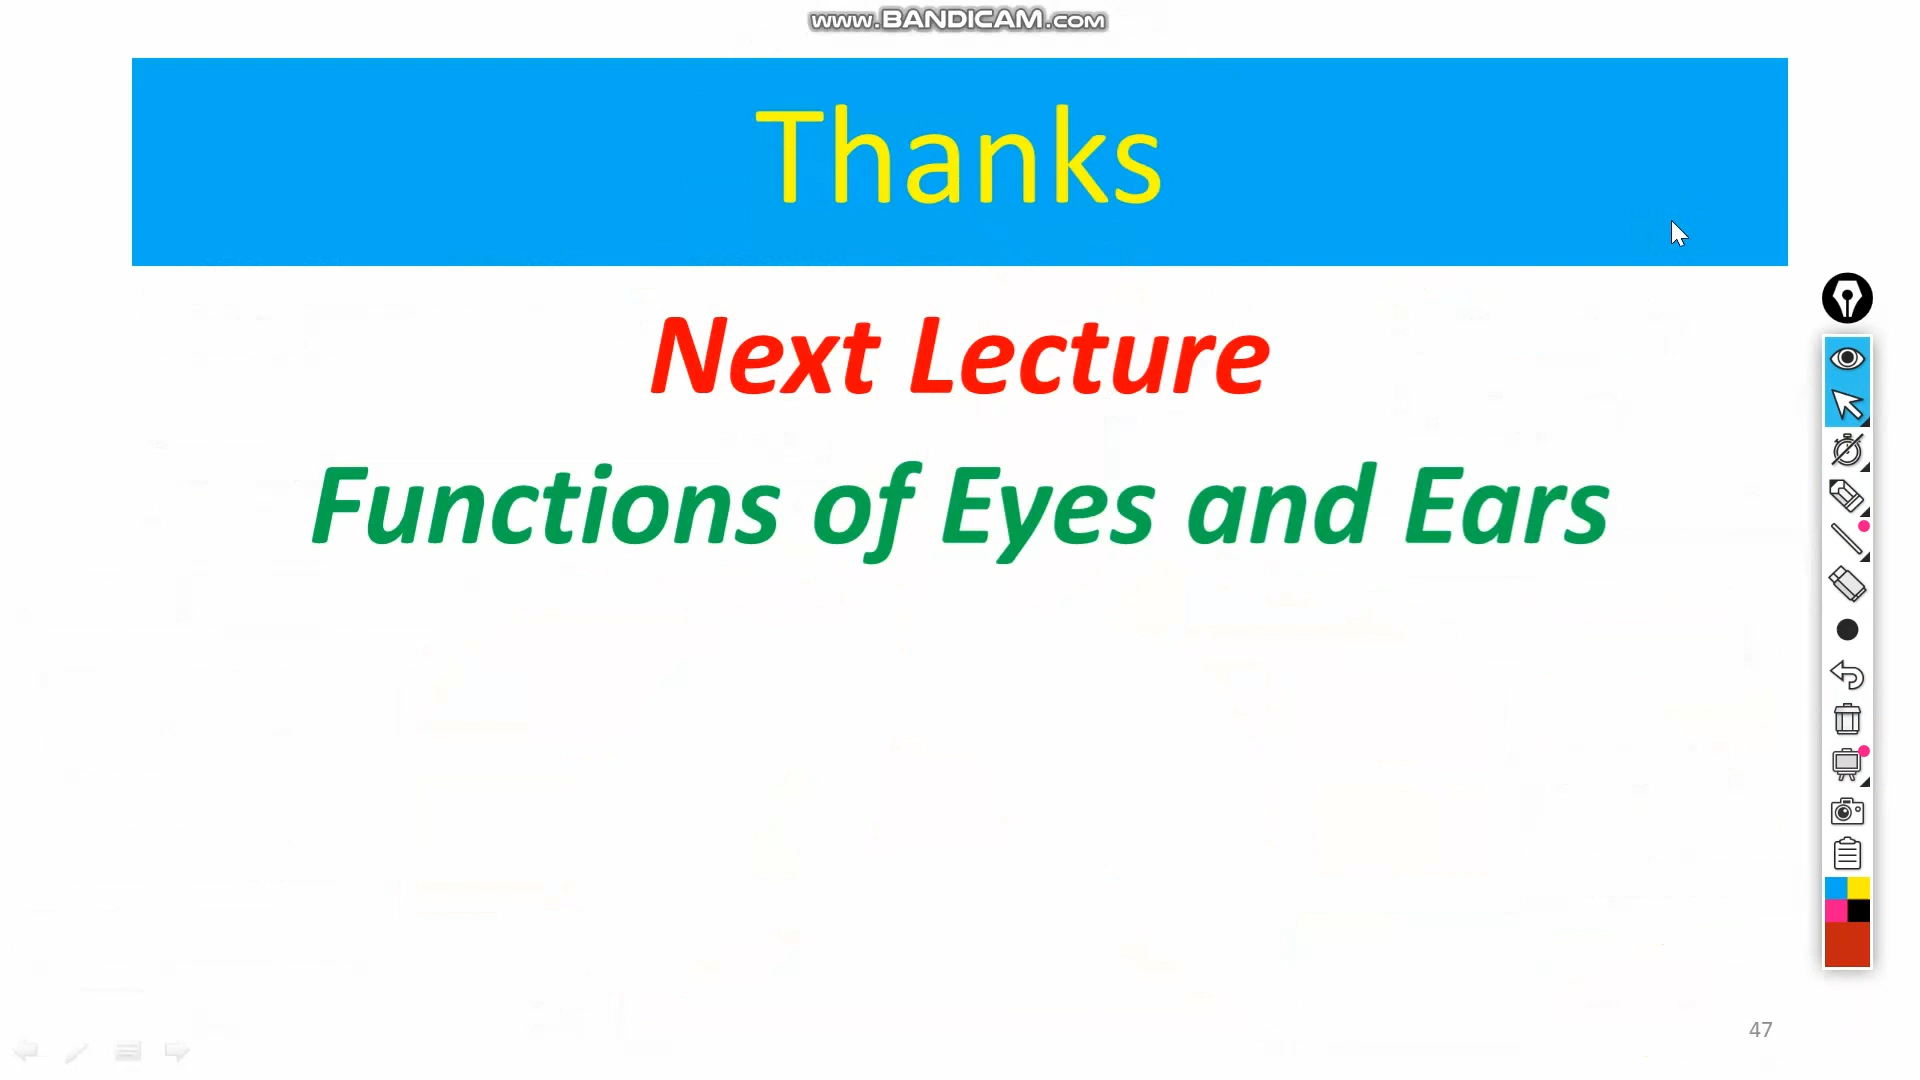 www.BANDICAM.com
Thanks
Next Lecture
Functions of Eyes and Ears
47